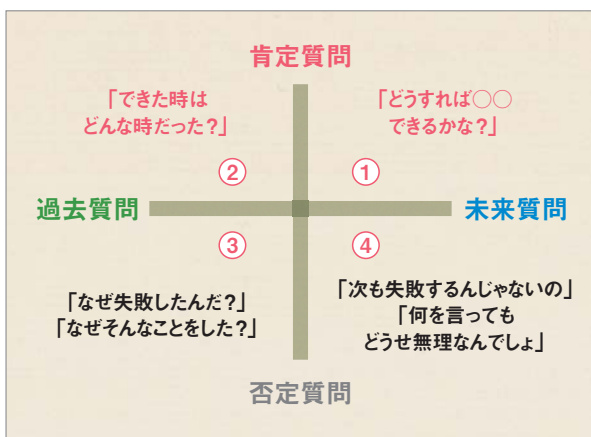 肯定質問
「できた時は
どんな時だった?」
「どうすれば○○
できるかな?」
②
①
過去質問
未来質問
③
④
「なぜ失敗したんだ?」
「なぜそんなことをした?」
「次も失敗するんじゃないの」
「何を言っても
どうせ無理なんでしょ」
否定質問